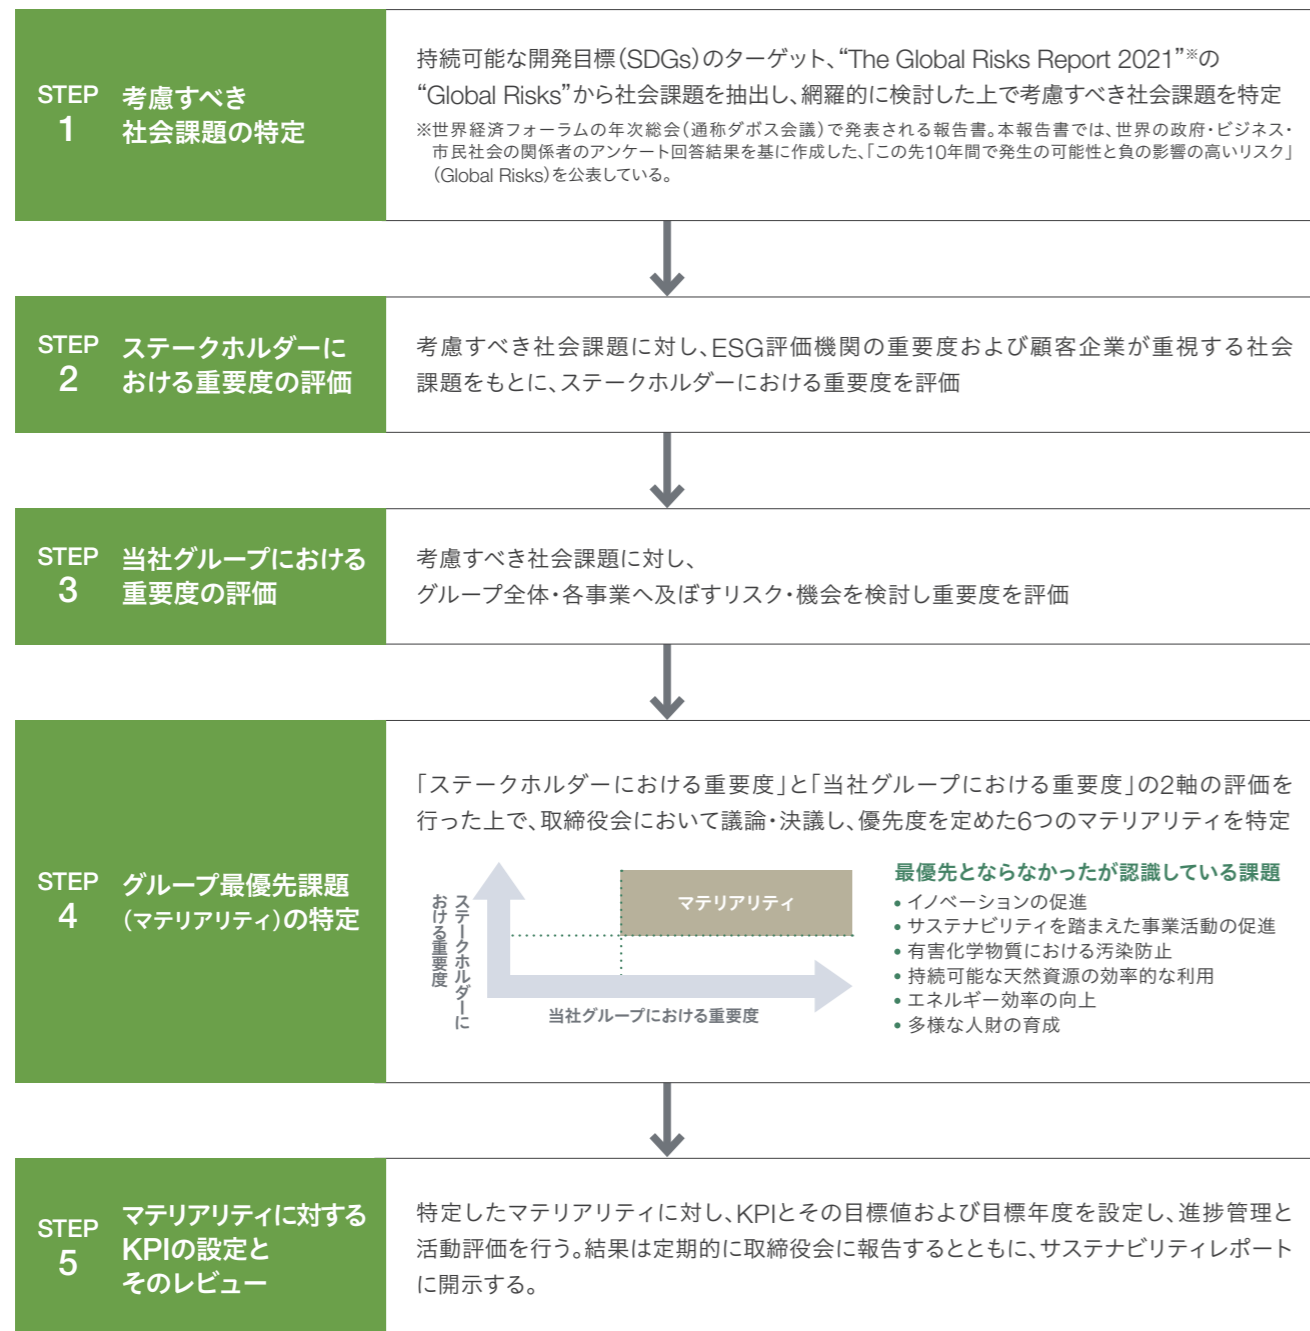 STEP
1
考慮すべき
社会課題の特定
持続可能な開発目標(SDGs)のターゲット、“The Global Risks Report 2021”※の
“Global Risks”から社会課題を抽出し、網羅的に検討した上で考慮すべき社会課題を特定
※世界経済フォーラムの年次総会(通称ダボス会議)で発表される報告書。本報告書では、世界の政府・ビジネス・
市民社会の関係者のアンケート回答結果を基に作成した、「この先10年間で発生の可能性と負の影響の高いリスク」
(Global Risks)を公表している。
STEP
2
ステークホルダーに
おける重要度の評価
考慮すべき社会課題に対し、ESG評価機関の重要度および顧客企業が重視する社会
課題をもとに、ステークホルダーにおける重要度を評価
STEP
3
当社グループにおける
重要度の評価
考慮すべき社会課題に対し、
グループ全体・各事業へ及ぼすリスク・機会を検討し重要度を評価
STEP
4
グループ最優先課題
(マテリアリティ)の特定
「ステークホルダーにおける重要度」と「当社グループにおける重要度」の2軸の評価を
行った上で、取締役会において議論・決議し、優先度を定めた6つのマテリアリティを特定
ステークホルダーに
おける重要度
マテリアリティ
当社グループにおける重要度
最優先とならなかったが認識している課題
• イノベーションの促進
• サステナビリティを踏まえた事業活動の促進
• 有害化学物質における汚染防止
• 持続可能な天然資源の効率的な利用
• エネルギー効率の向上
• 多様な人財の育成
STEP
5
マテリアリティに対する
KPIの設定と
そのレビュー
特定したマテリアリティに対し、KPIとその目標値および目標年度を設定し、進捗管理と
活動評価を行う。結果は定期的に取締役会に報告するとともに、サステナビリティレポート
に開示する。